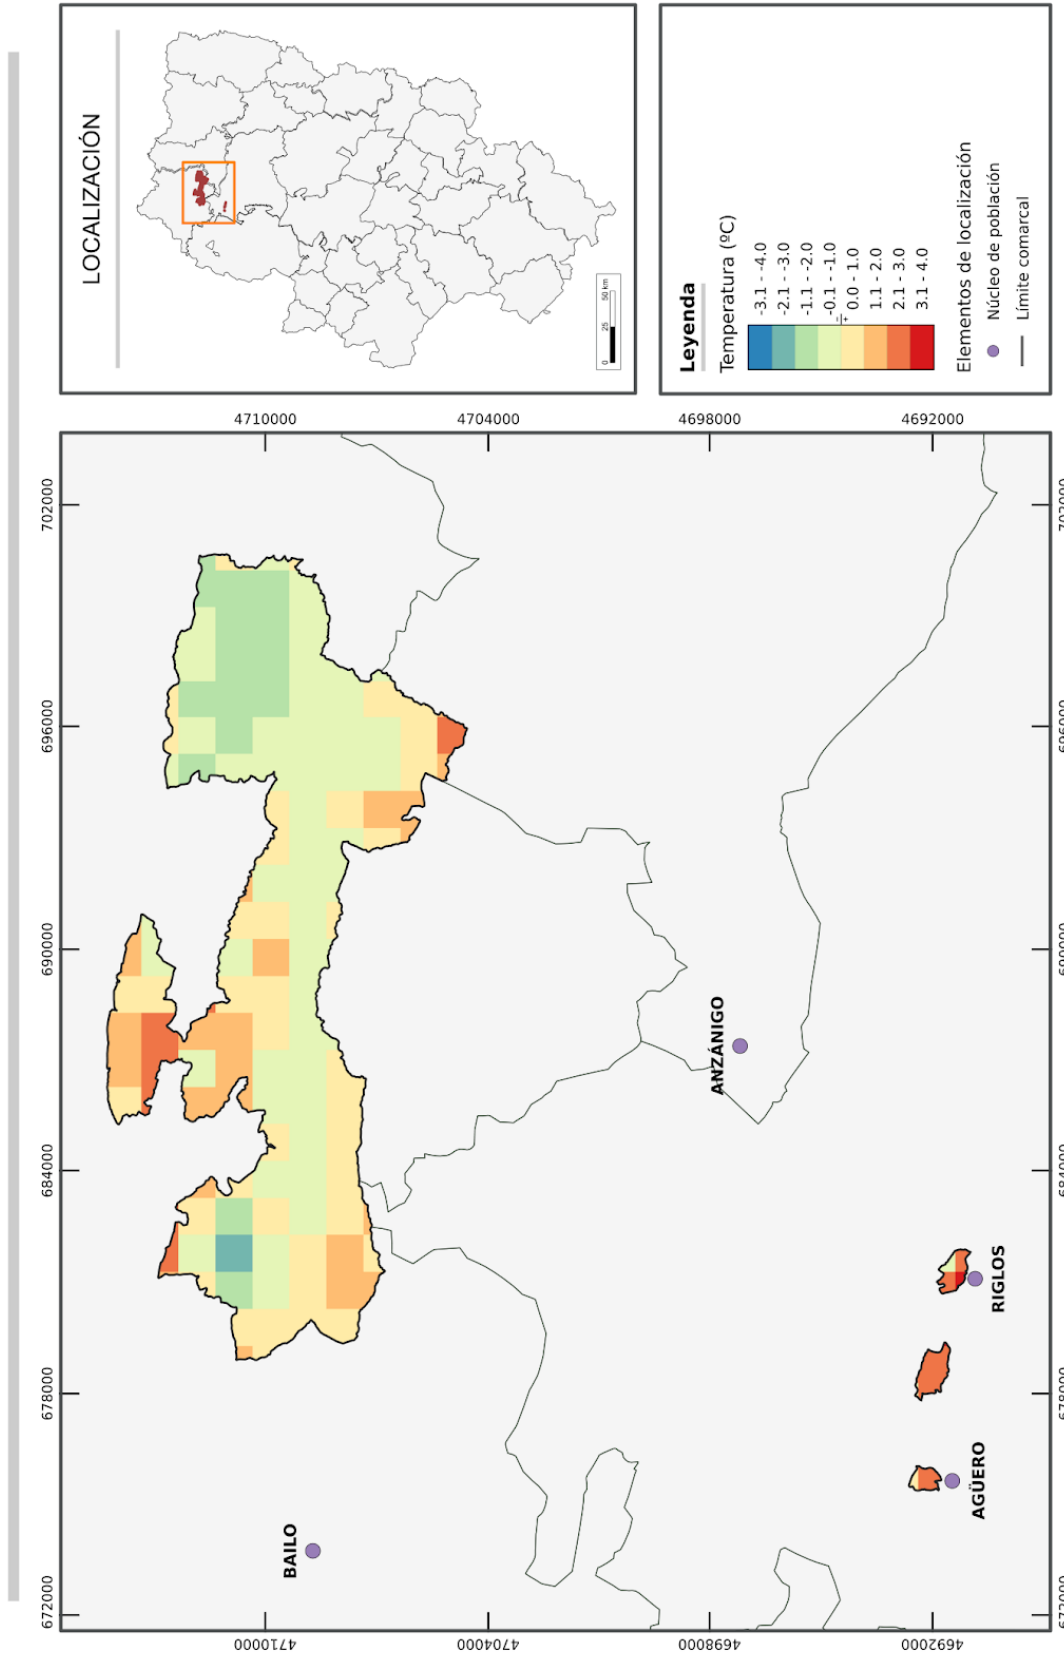 672000 678000 684000 690000 696000 702000
4710000 4710000
4704000 4704000
4698000 4698000
4692000 4692000
BAILO
ANZÁNIGO
AGÜERO
RIGLOS
LOCALIZACIÓN
0 25 50 km
Leyenda
Temperatura (ºC)
-3.1 - -4.0
-2.1 - -3.0
-1.1 - -2.0
-0.1 - -1.0
0.0 - 1.0
1.1 - 2.0
2.1 - 3.0
3.1 - 4.0
Elementos de localización
Núcleo de población
Límite comarcal